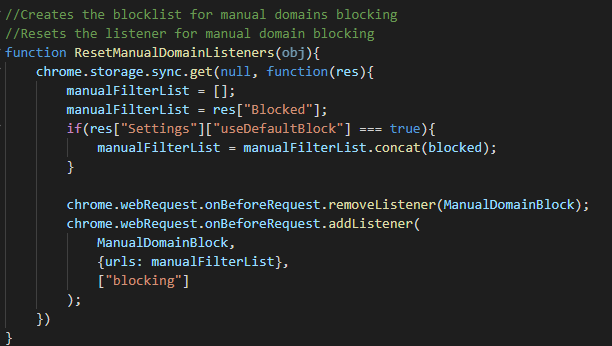 //Creates the blocklist for manual domains blocking
//Resets the listener for manual domain blocking
function ResetManualDomainListeners(obj){
    chrome.storage.sync.get(null, function(res){
        manualFilterList = [];
        manualFilterList = res["Blocked"];
        if(res["Settings"]["useDefaultBlock"] === true){
            manualFilterList = manualFilterList.concat(blocked);
        }

        chrome.webRequest.onBeforeRequest.removeListener(ManualDomainBlock);
        chrome.webRequest.onBeforeRequest.addListener(
            ManualDomainBlock,
            {urls: manualFilterList},
            ["blocking"]
        );
    })
}